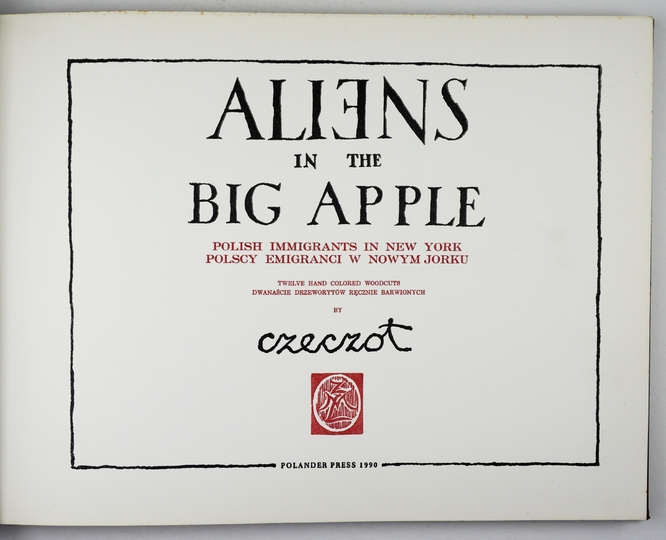 ALIENS
IN THE
BIG APPLE
POLISH IMMIGRANTS IN NEW YORK
POLSCY EMIGRANCI W NOWYM JORKU
TWELVE HAND COLORED WOODCUTS
DWANAŚCIE DRZEWORYTÓW RĘCZNIE BARWIONYCH
BY
czeczot
POLANDER PRESS 1990